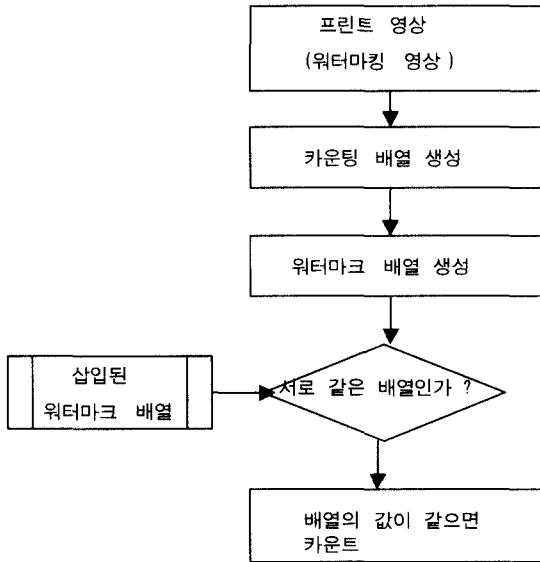 프린트 영상
(워터마킹 영상)
카운팅 배열 생성
워터마크 배열 생성
삽입된
워터마크 배열
서로 같은 배열인가 ?
배열의 값이 같으면
카운트